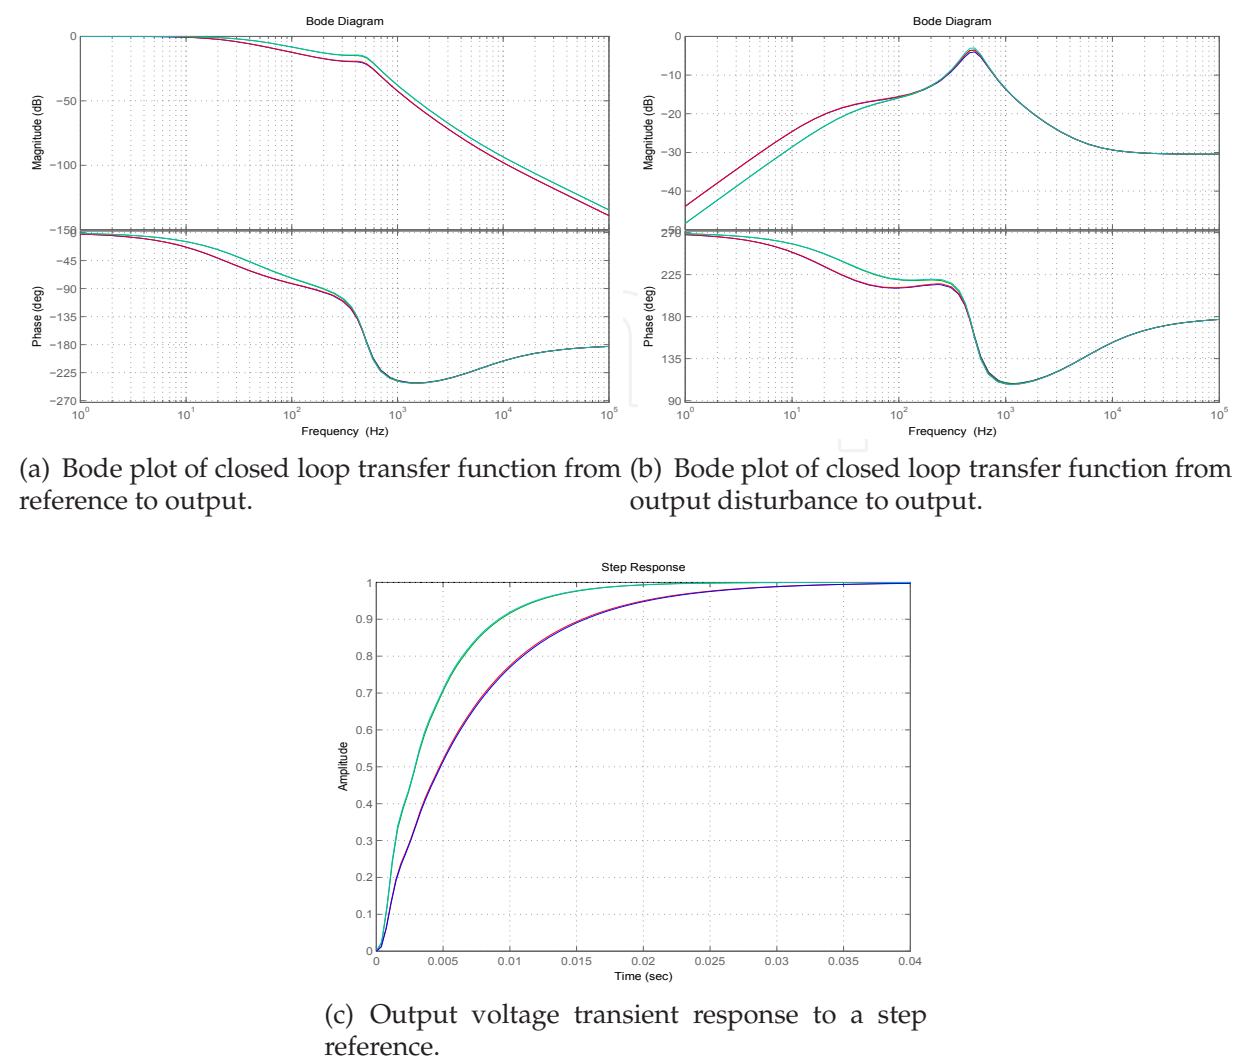 Bode Diagram
0
−50
−100
−150
Magnitude (dB)
0
−45
−90
−135
−180
−225
−270
Phase (deg)
10^0 10^1 10^2 10^3 10^4 10^5
Frequency (Hz)
Bode Diagram
0
−10
−20
−30
−40
−50
Magnitude (dB)
270
225
180
135
90
Phase (deg)
10^0 10^1 10^2 10^3 10^4 10^5
Frequency (Hz)
(a) Bode plot of closed loop transfer function from
reference to output.
(b) Bode plot of closed loop transfer function from
output disturbance to output.
Step Response
1
0.9
0.8
0.7
0.6
0.5
0.4
0.3
0.2
0.1
0
Amplitude
0 0.005 0.01 0.015 0.02 0.025 0.03 0.035 0.04
Time (sec)
(c) Output voltage transient response to a step
reference.